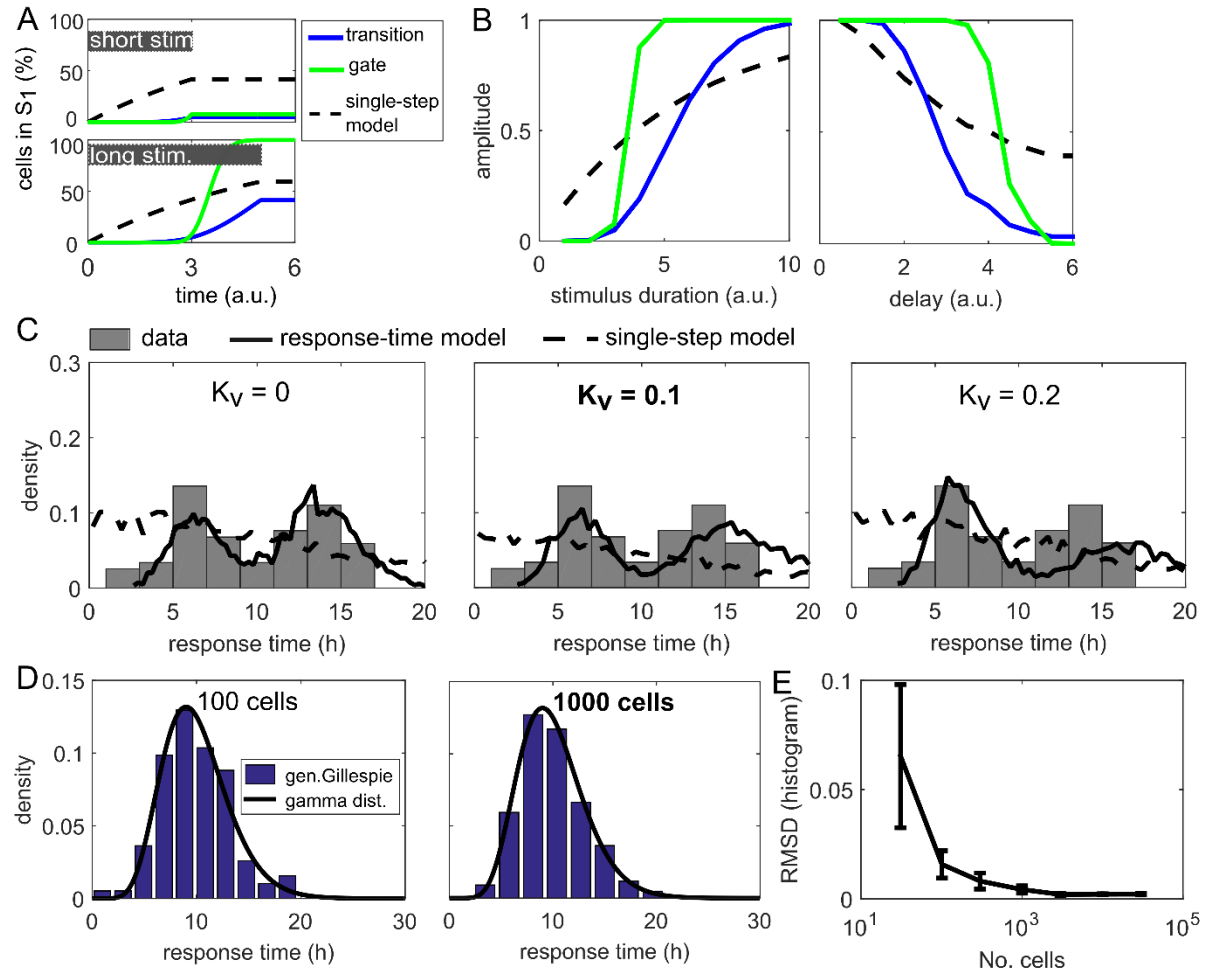 A
cells in S1 (%)
100
50
0
short stim
100
50
0
long stim.
0
3
6
time (a.u.)
transition
gate
single-step
model
B
amplitude
1
0.5
0
0
5
10
stimulus duration (a.u.)
0
2
4
6
delay (a.u.)
C
data
response-time model
single-step model
density
0.3
0.2
0.1
0
KV = 0
0
5
10
15
20
response time (h)
KV = 0.1
0
5
10
15
20
response time (h)
KV = 0.2
0
5
10
15
20
response time (h)
D
density
0.15
0.1
0.05
0
100 cells
gen.Gillespie
gamma dist.
0
10
20
30
response time (h)
1000 cells
0
10
20
30
response time (h)
E
RMSD (histogram)
0.1
0.05
0
10^1
10^3
10^5
No. cells